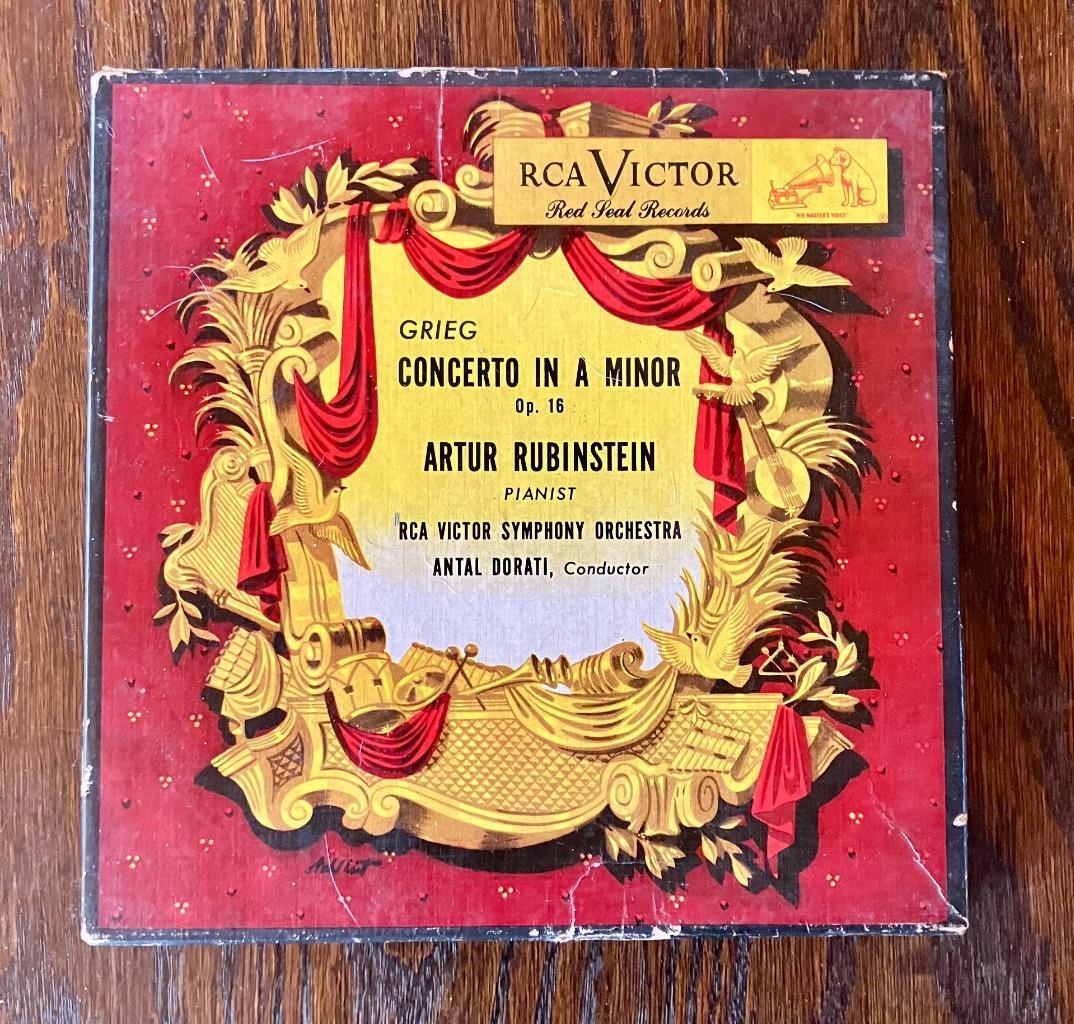 RCA VICTOR
Red Seal Records
"HIS MASTER'S VOICE"
®
GRIEG
CONCERTO IN A MINOR
Op. 16
ARTUR RUBINSTEIN
PIANIST
RCA VICTOR SYMPHONY ORCHESTRA
ANTAL DORATI, Conductor